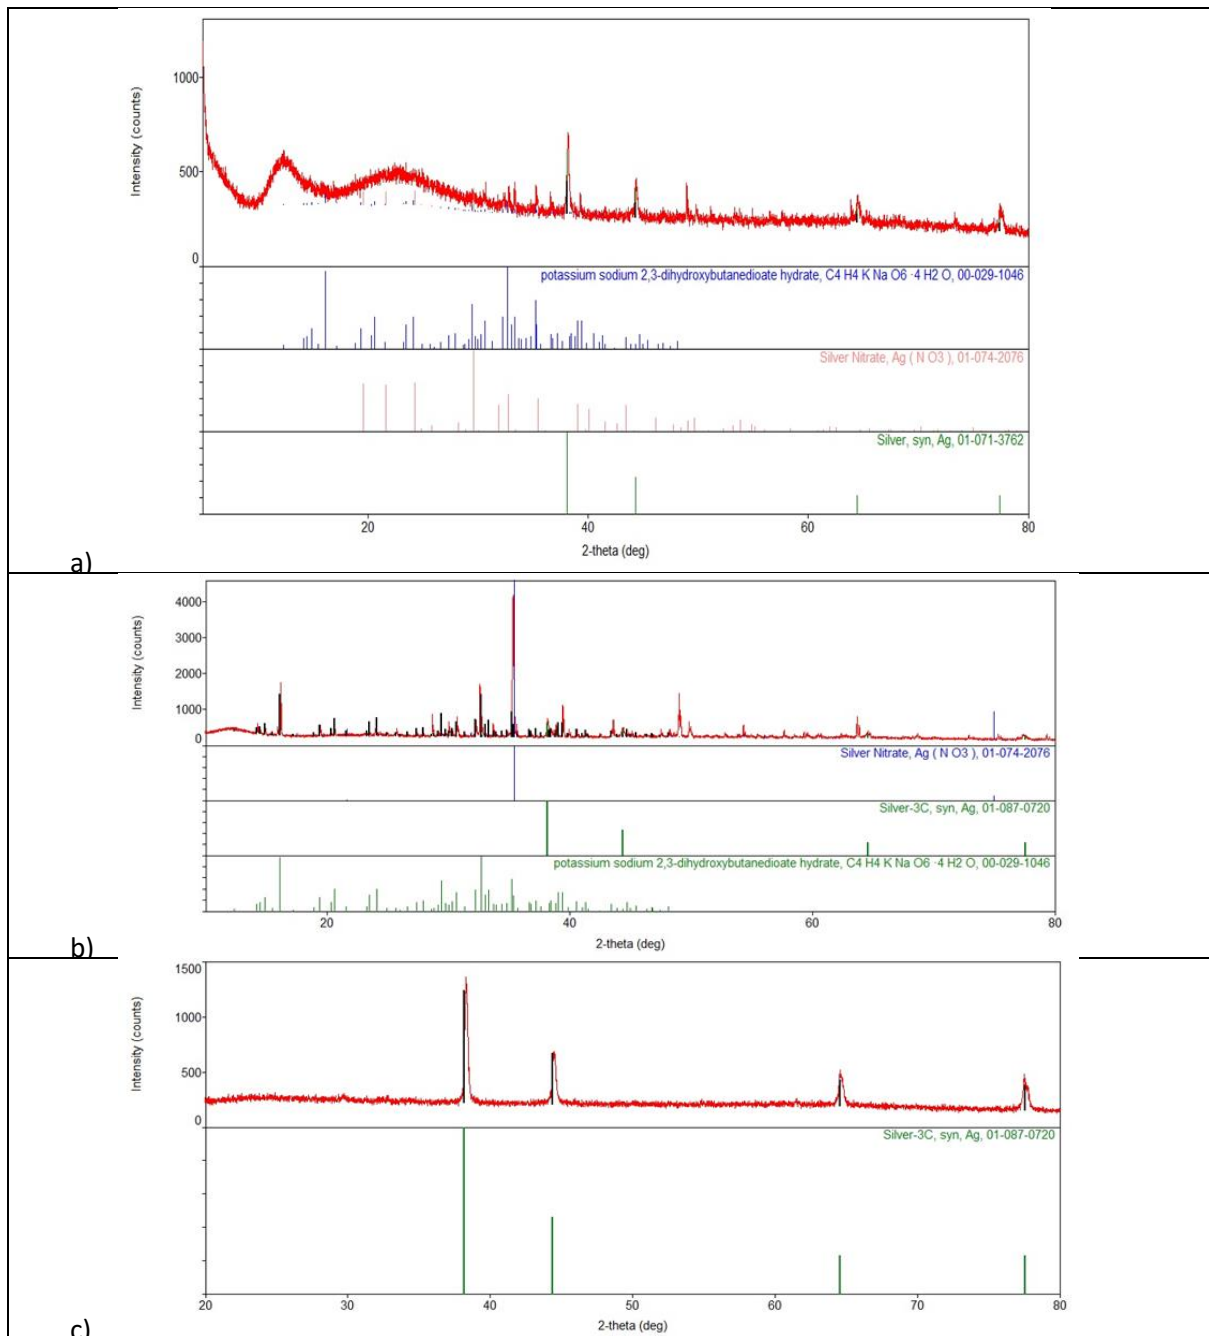 Intensity (counts)
1000
500
0
potassium sodium 2,3-dihydroxybutanedioate hydrate, C4 H4 K Na O6 ·4 H2 O, 00-029-1046
Silver Nitrate, Ag ( N O3 ), 01-074-2076
Silver, syn, Ag, 01-071-3762
20 40 60 80
2-theta (deg)
a)
Intensity (counts)
4000
3000
2000
1000
0
Silver Nitrate, Ag ( N O3 ), 01-074-2076
Silver-3C, syn, Ag, 01-087-0720
potassium sodium 2,3-dihydroxybutanedioate hydrate, C4 H4 K Na O6 ·4 H2 O, 00-029-1046
20 40 60 80
2-theta (deg)
b)
Intensity (counts)
1500
1000
500
0
Silver-3C, syn, Ag, 01-087-0720
20 30 40 50 60 70 80
2-theta (deg)
c)